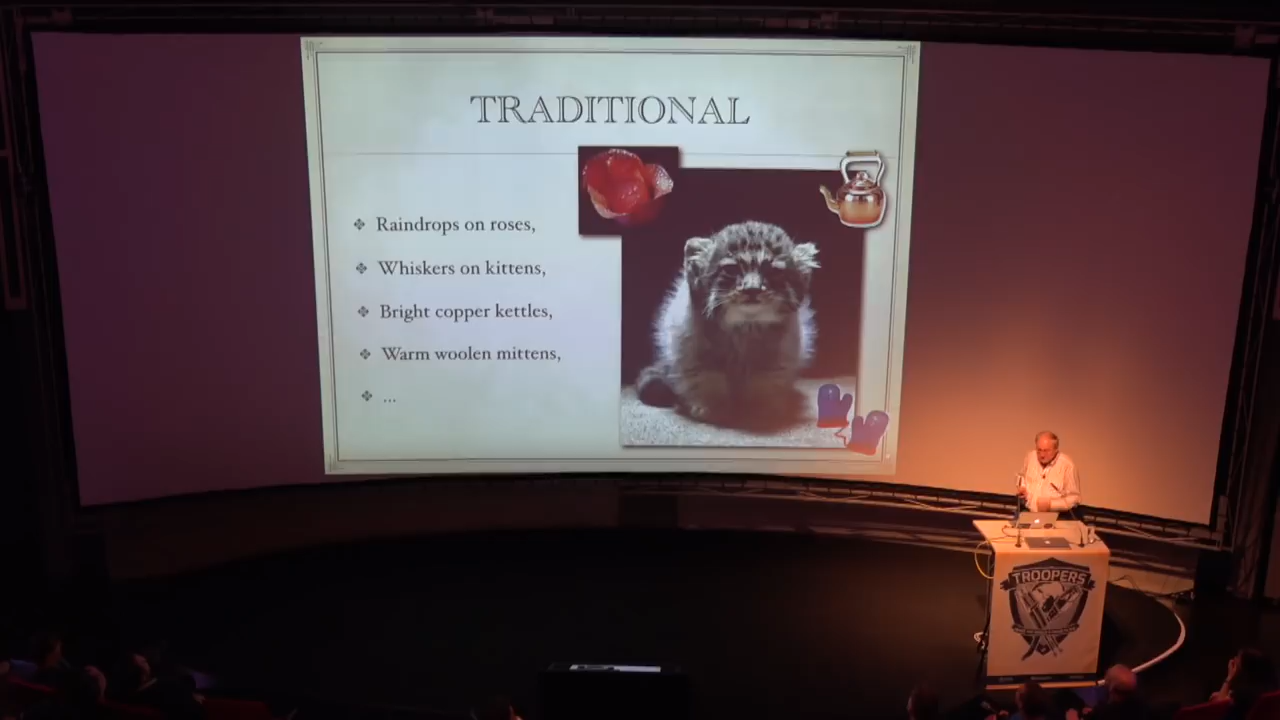 TRADITIONAL
Raindrops on roses,
Whiskers on kittens,
Bright copper kettles,
Warm woolen mittens,
...
TROOPERS